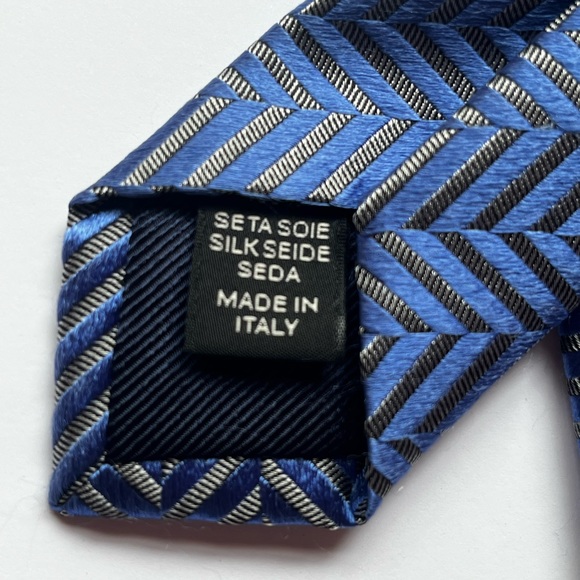 SETA SOIE
SILK SEIDE
SEDA
MADE IN
ITALY